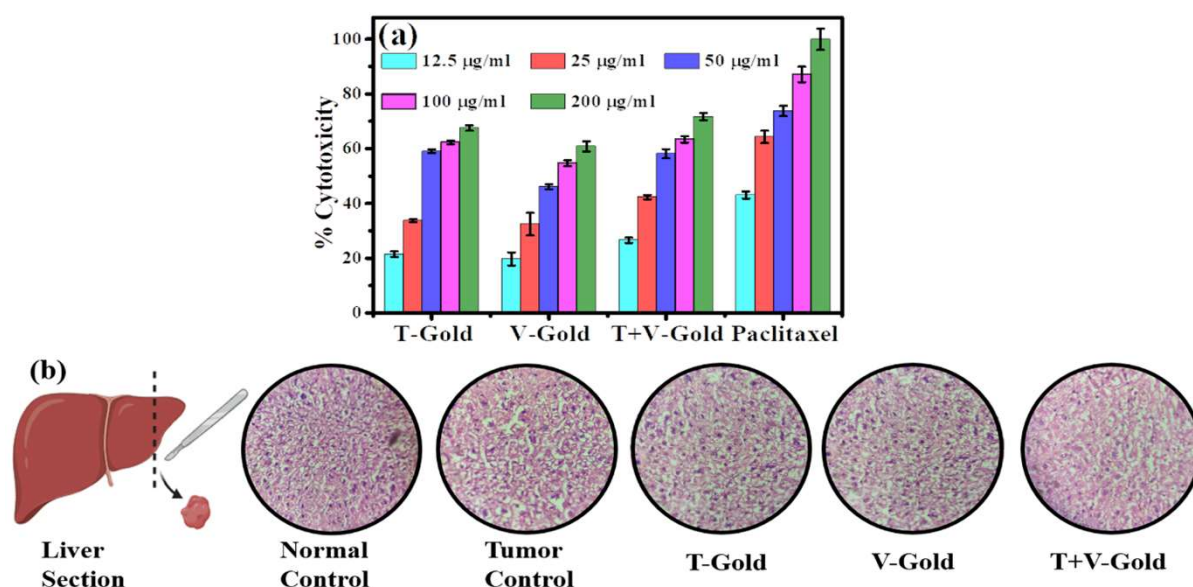 (a)
100
80
60
40
20
0
% Cytotoxicity
12.5 μg/ml 25 μg/ml 50 μg/ml
100 μg/ml 200 μg/ml
T-Gold V-Gold T+V-Gold Paclitaxel
(b)
Liver
Section
Normal
Control
Tumor
Control
T-Gold
V-Gold
T+V-Gold